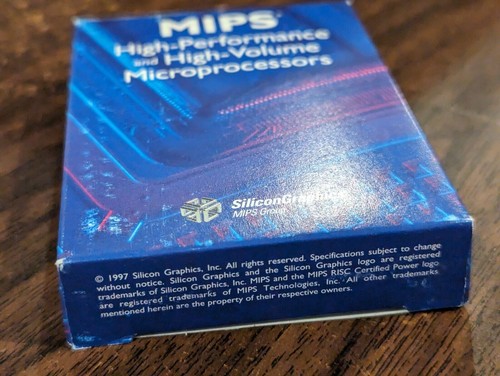 MIPS®
High-Performance
and High-Volume
Microprocessors
SiliconGraphics
MIPS Group
© 1997 Silicon Graphics, Inc. All rights reserved. Specifications subject to change
without notice. Silicon Graphics and the Silicon Graphics logo are registered
trademarks of Silicon Graphics, Inc. MIPS and the MIPS RISC Certified Power logo
are registered trademarks of MIPS Technologies, Inc. All other trademarks
mentioned herein are the property of their respective owners.